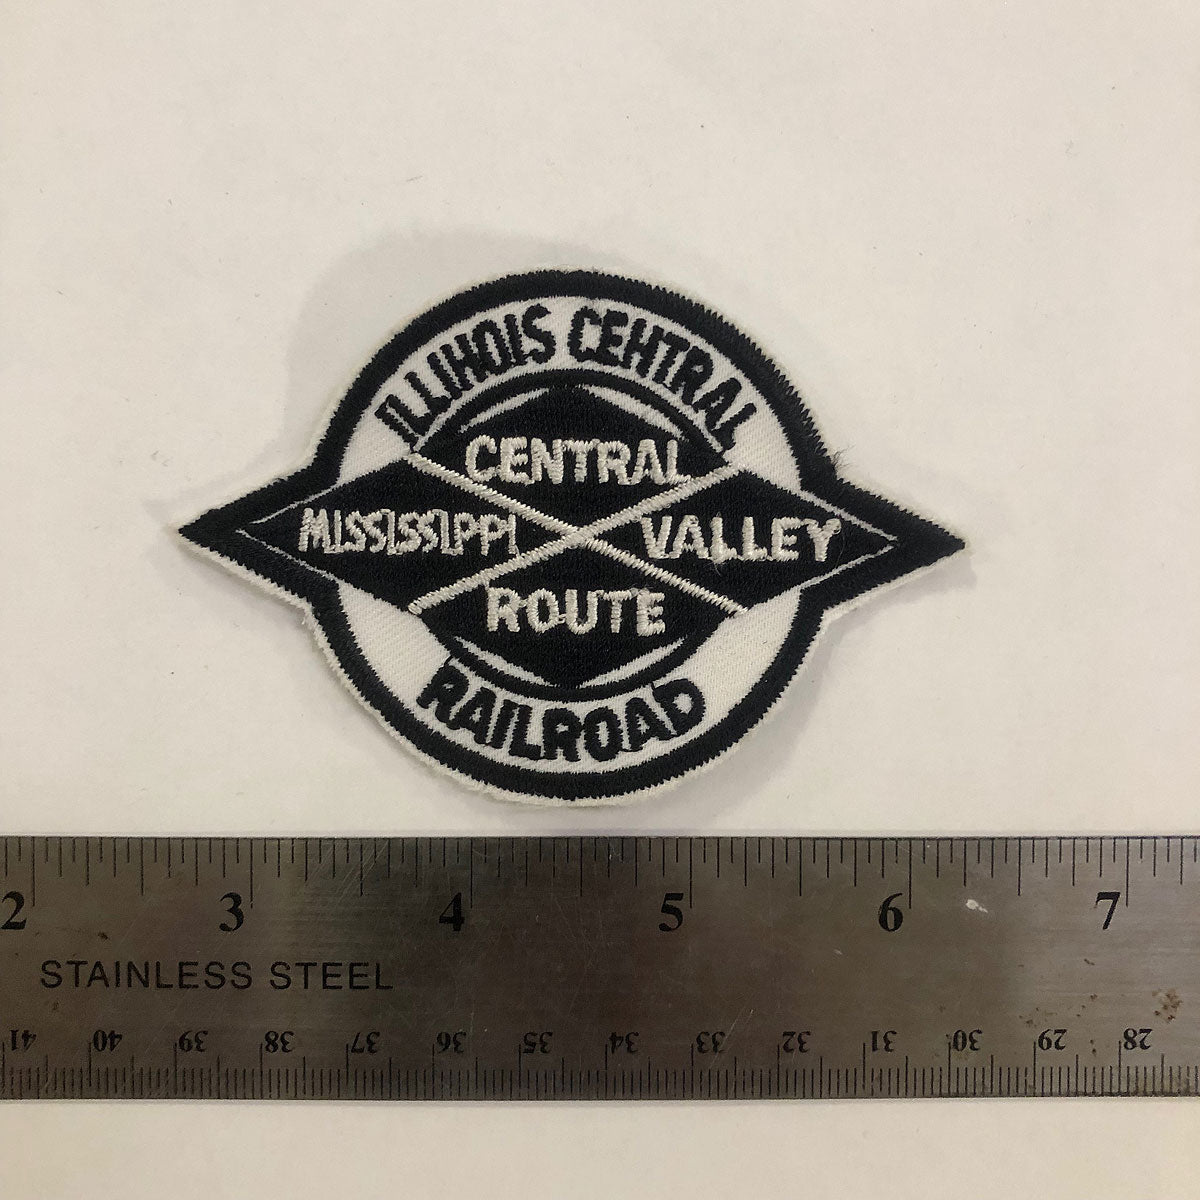 ILLINOIS CENTRAL
CENTRAL
MISSISSIPPI VALLEY
ROUTE
RAILROAD
2 3 4 5 6 7
STAINLESS STEEL
41 40 39 38 37 36 35 34 33 32 31 30 29 28